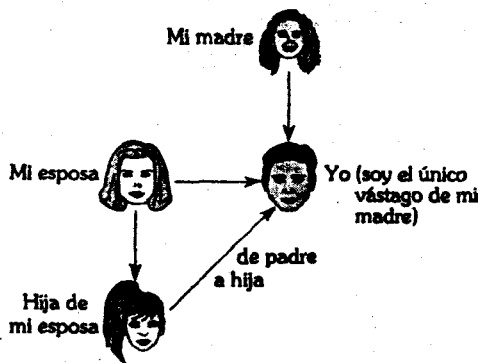 Mi madre
Mi esposa
Yo (soy el único
vástago de mi
madre)
de padre
a hija
Hija de
mi esposa